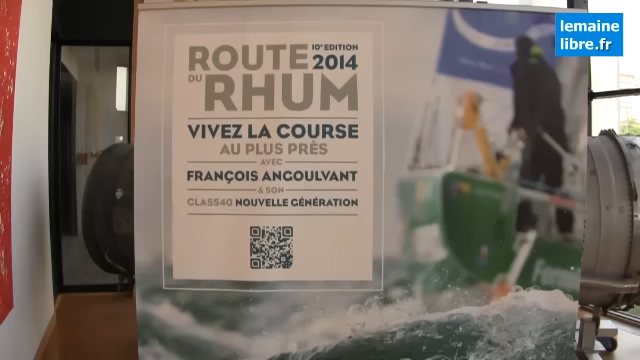 lemaine
libre.fr
ROUTE 10e EDITION
DU 2014
RHUM
VIVEZ LA COURSE
AU PLUS PRÈS
AVEC
FRANÇOIS ANGOULVANT
& SON
CLASS40 NOUVELLE GÉNÉRATION